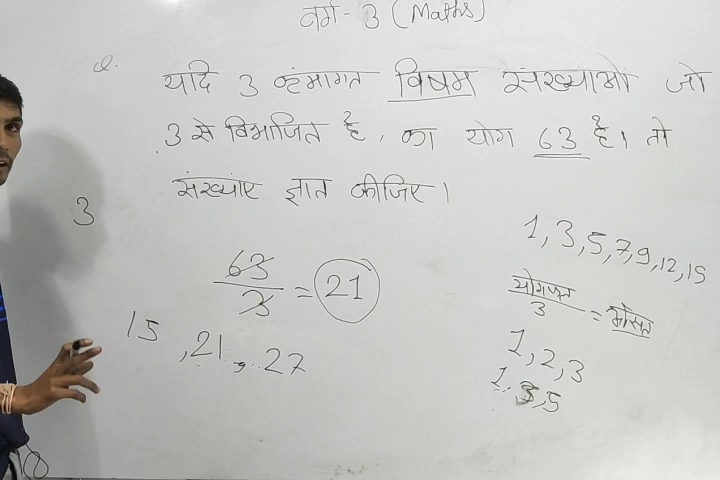 वर्ग - 3 (Maths)
Q.
यदि 3 क्रमागत विषम संख्याओं जो
3 से विभाजित है, का योग 63 है। तो
संख्याएं ज्ञात कीजिए।
3
63/3 = 21
15, 21, 27
1, 3, 5, 7, 9, 12, 15
योगफल/3 = औसत
1, 2, 3
1, 3, 5